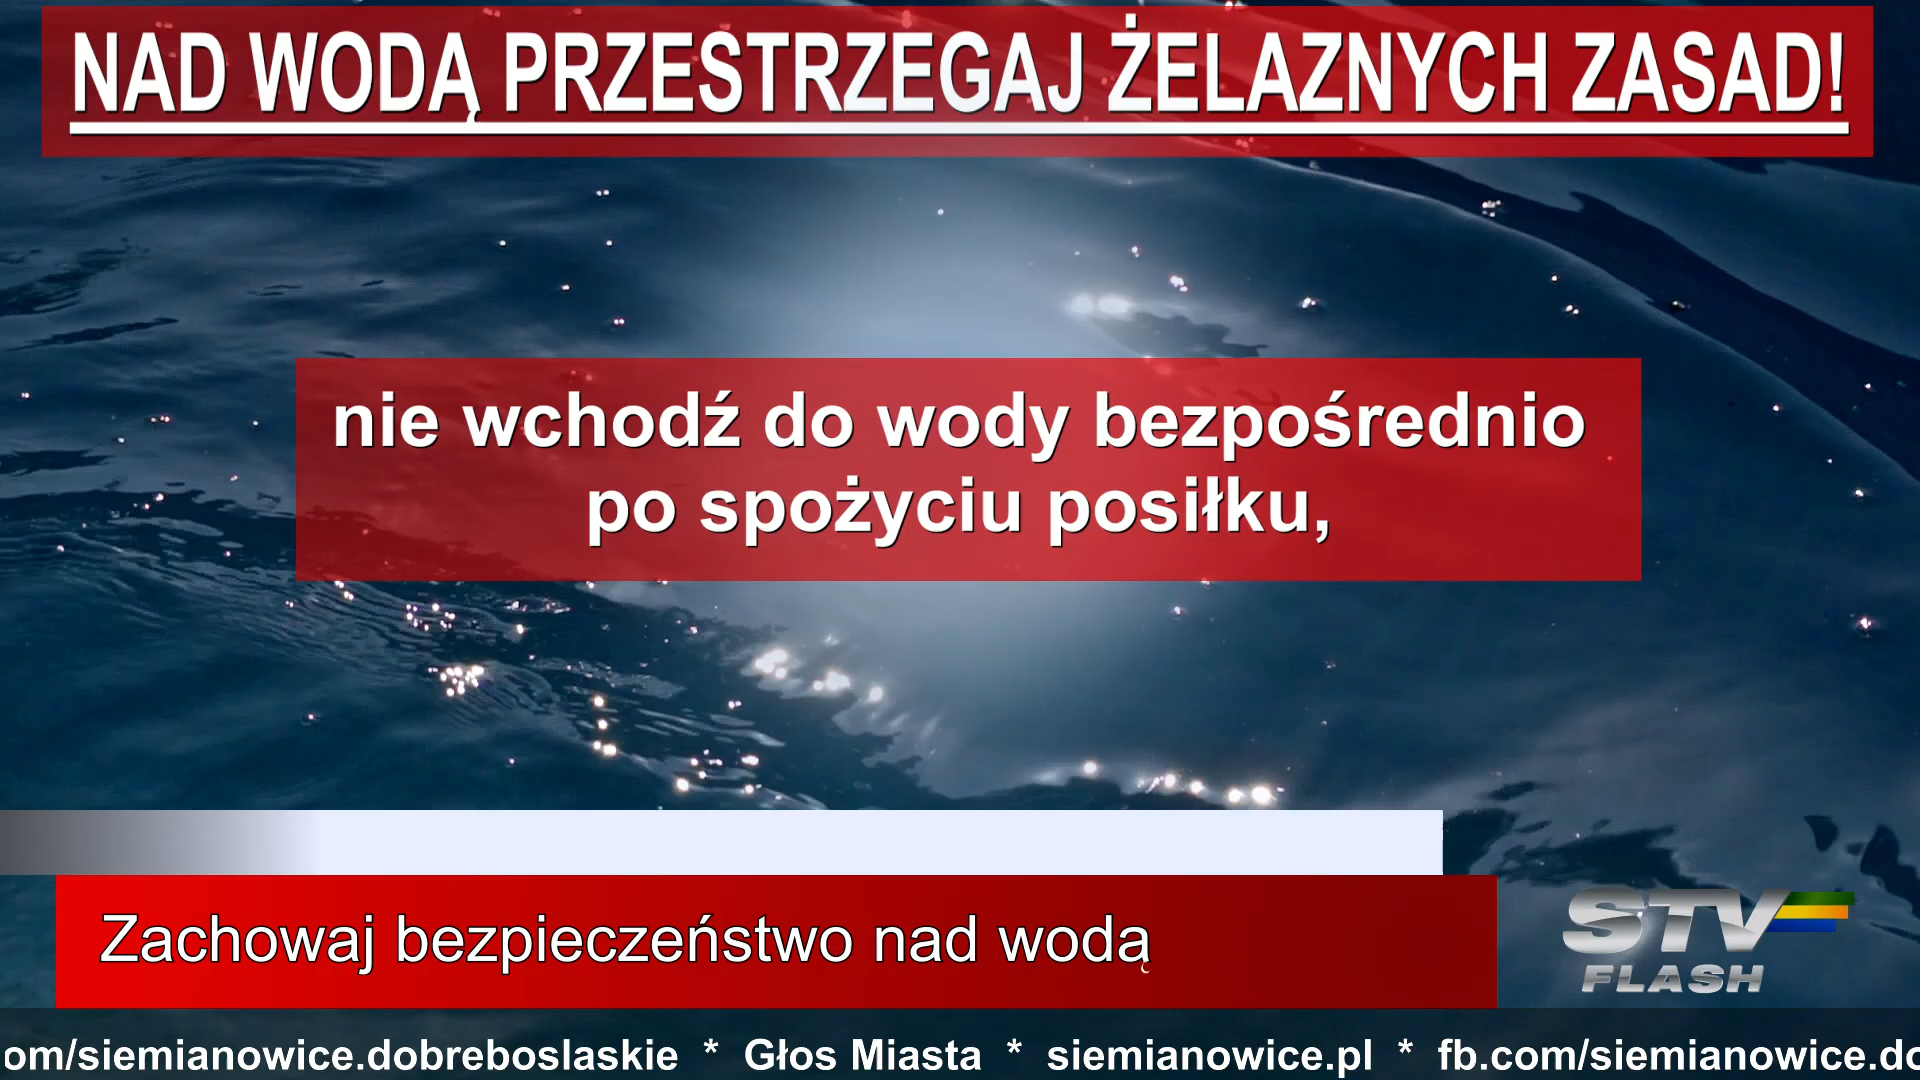 NAD WODĄ PRZESTRZEGAJ ŻELAZNYCH ZASAD!
nie wchodź do wody bezpośrednio
po spożyciu posiłku,
Zachowaj bezpieczeństwo nad wodą
STV
FLASH
om/siemianowice.dobreboslaskie * Głos Miasta * siemianowice.pl * fb.com/siemianowice.do